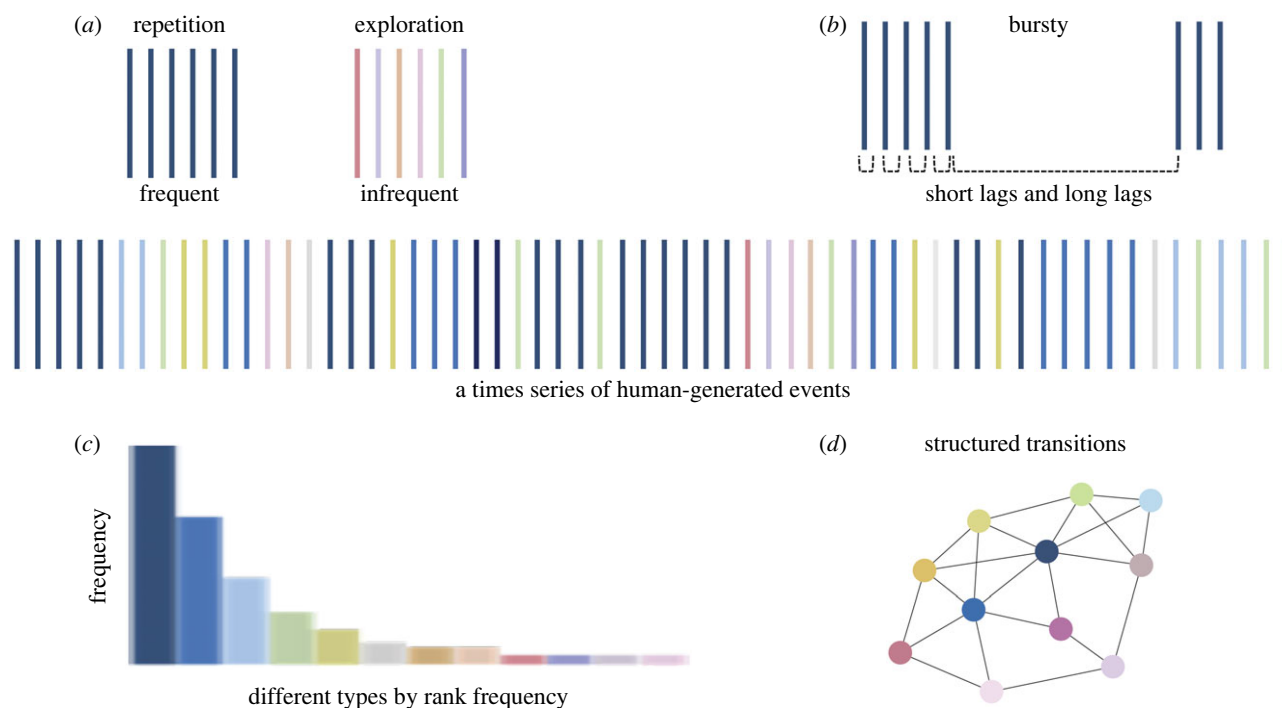 (a) repetition exploration
frequent infrequent
(b) bursty
short lags and long lags
a times series of human-generated events
(c)
frequency
different types by rank frequency
(d) structured transitions